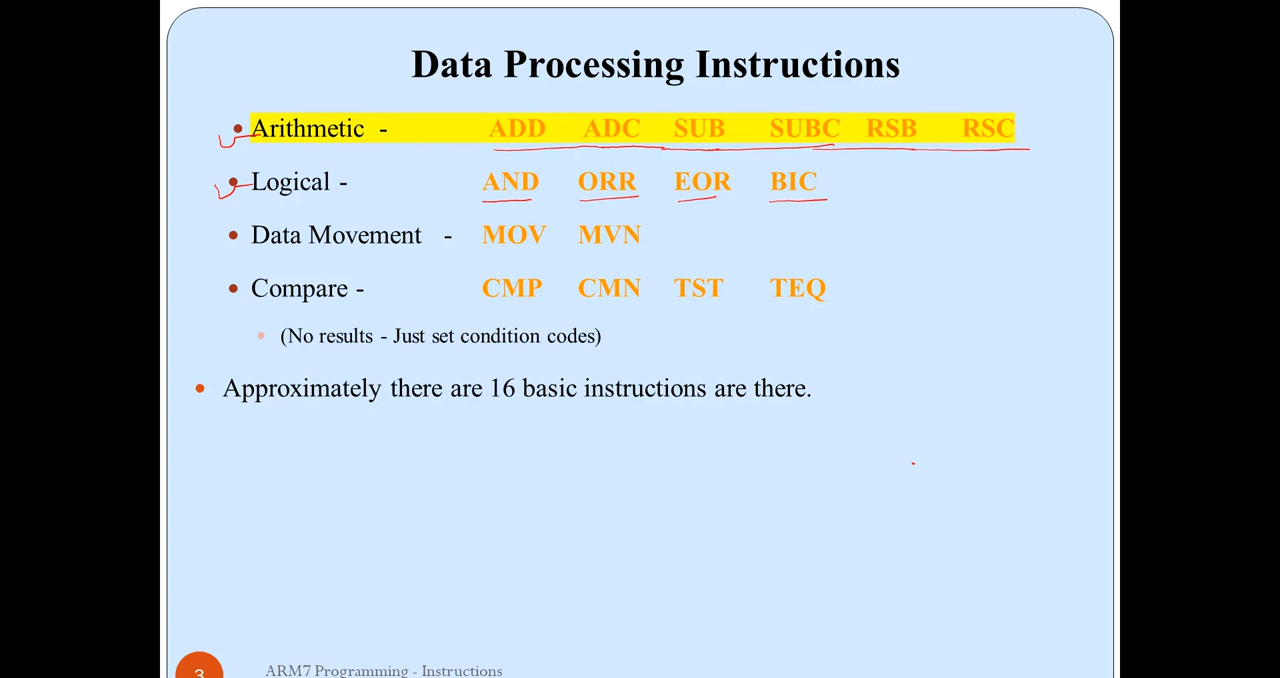 Data Processing Instructions
Arithmetic - ADD ADC SUB SUBC RSB RSC
Logical - AND ORR EOR BIC
Data Movement - MOV MVN
Compare - CMP CMN TST TEQ
(No results - Just set condition codes)
Approximately there are 16 basic instructions are there.
3 ARM7 Programming - Instructions